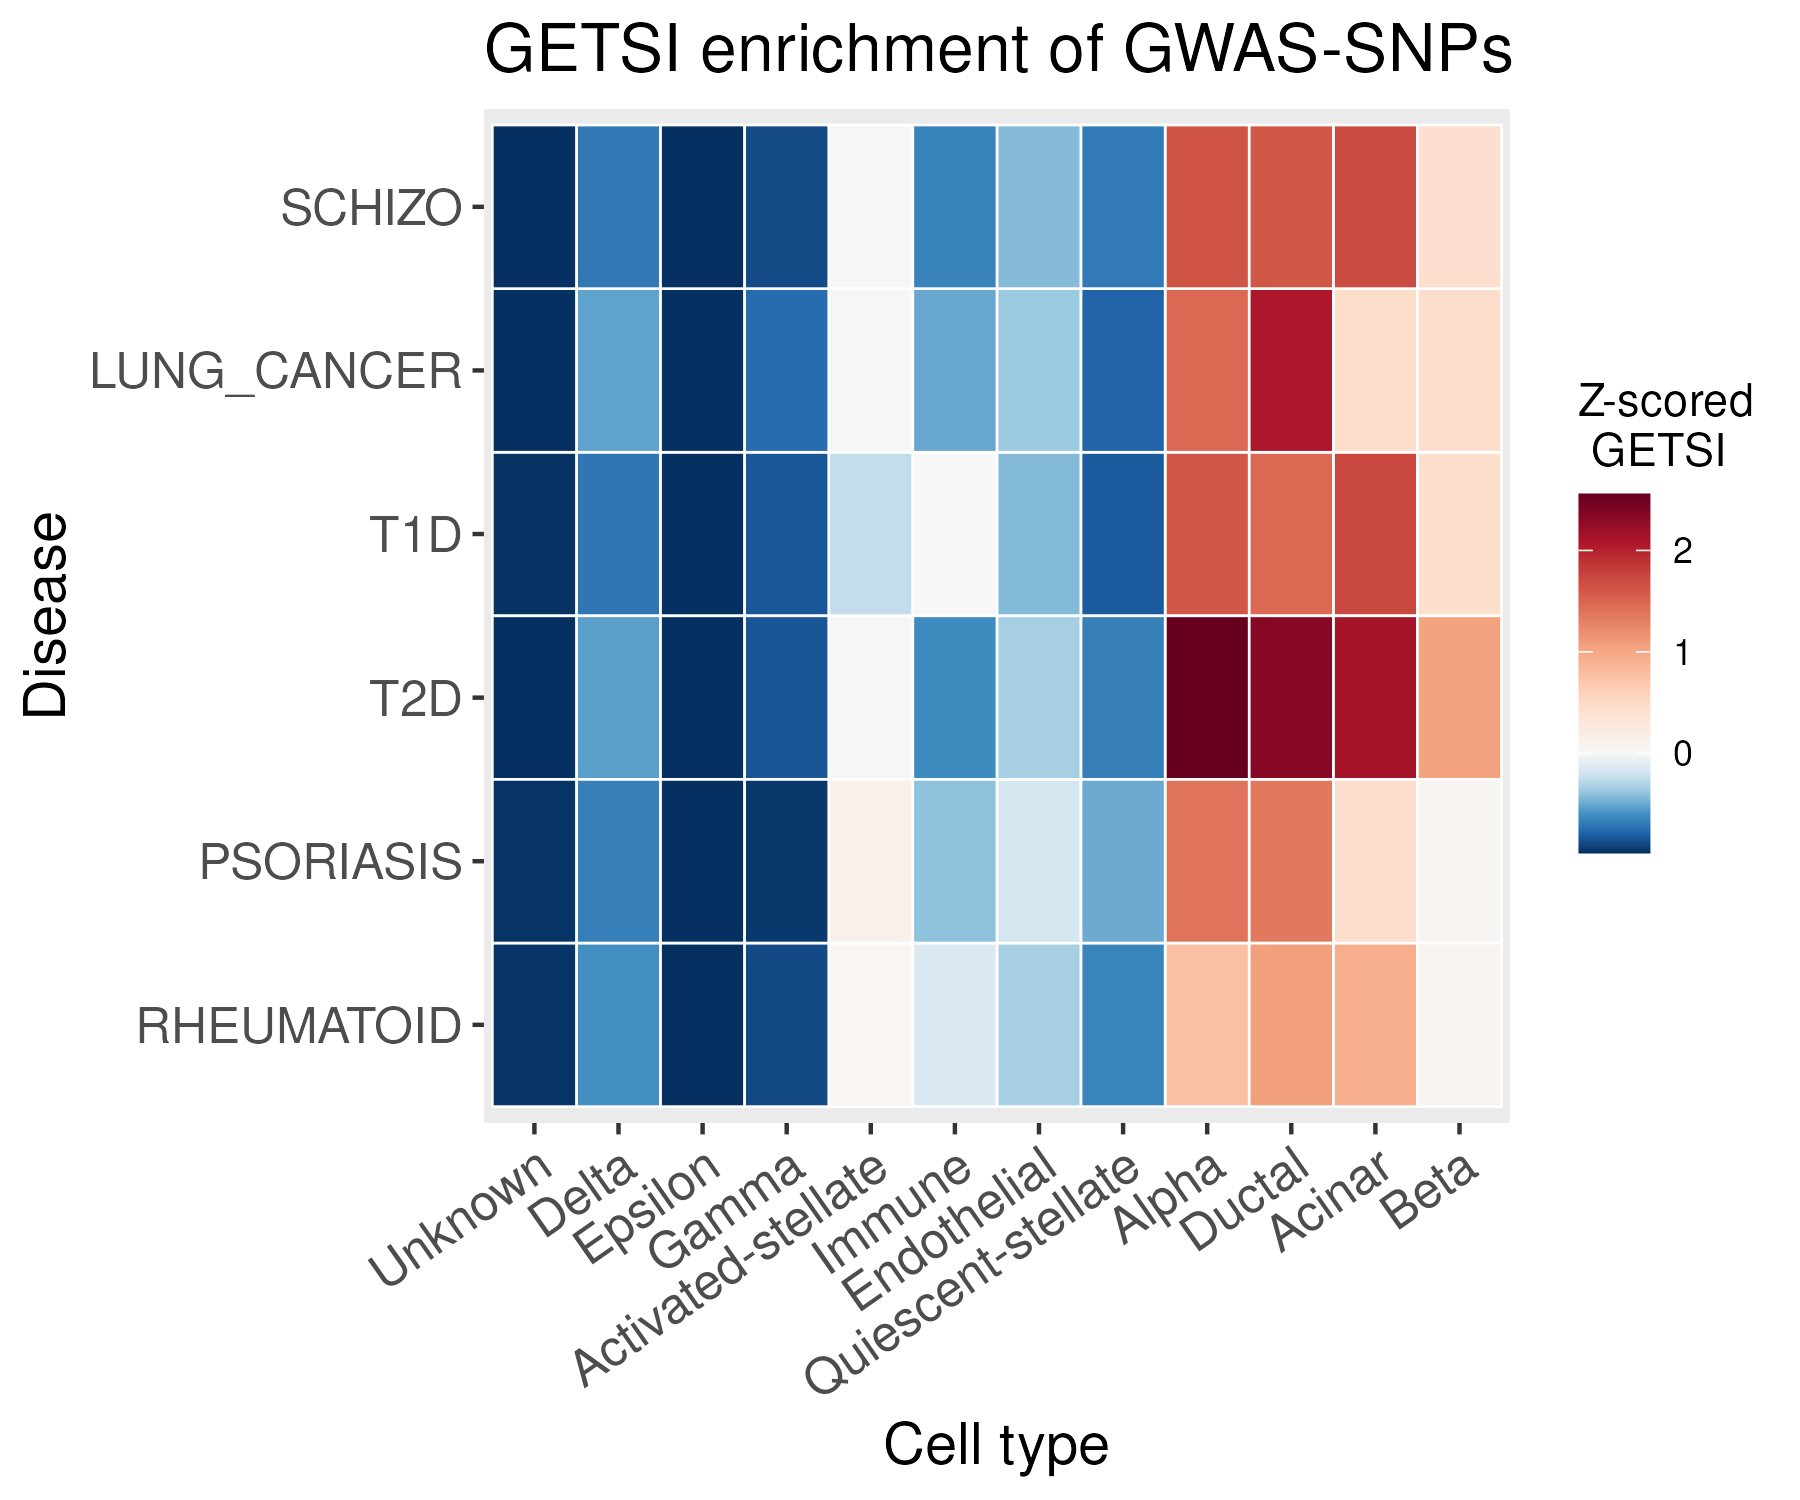 GETSI enrichment of GWAS-SNPs
Disease
SCHIZO
LUNG_CANCER
T1D
T2D
PSORIASIS
RHEUMATOID
Unknown
Delta
Epsilon
Gamma
Activated-stellate
Immune
Endothelial
Quiescent-stellate
Alpha
Ductal
Acinar
Beta
Cell type
Z-scored
GETSI
2
1
0